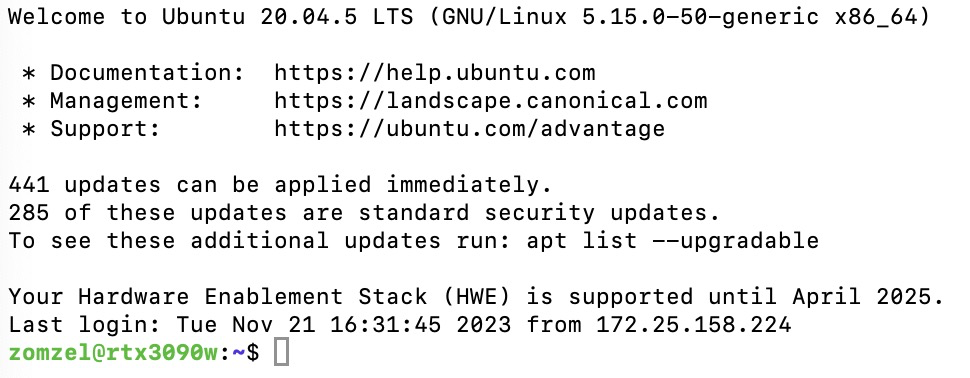 Welcome to Ubuntu 20.04.5 LTS (GNU/Linux 5.15.0-50-generic x86_64)
* Documentation: https://help.ubuntu.com
* Management: https://landscape.canonical.com
* Support: https://ubuntu.com/advantage
441 updates can be applied immediately.
285 of these updates are standard security updates.
To see these additional updates run: apt list --upgradable
Your Hardware Enablement Stack (HWE) is supported until April 2025.
Last login: Tue Nov 21 16:31:45 2023 from 172.25.158.224
zomzel@rtx3090w:~$